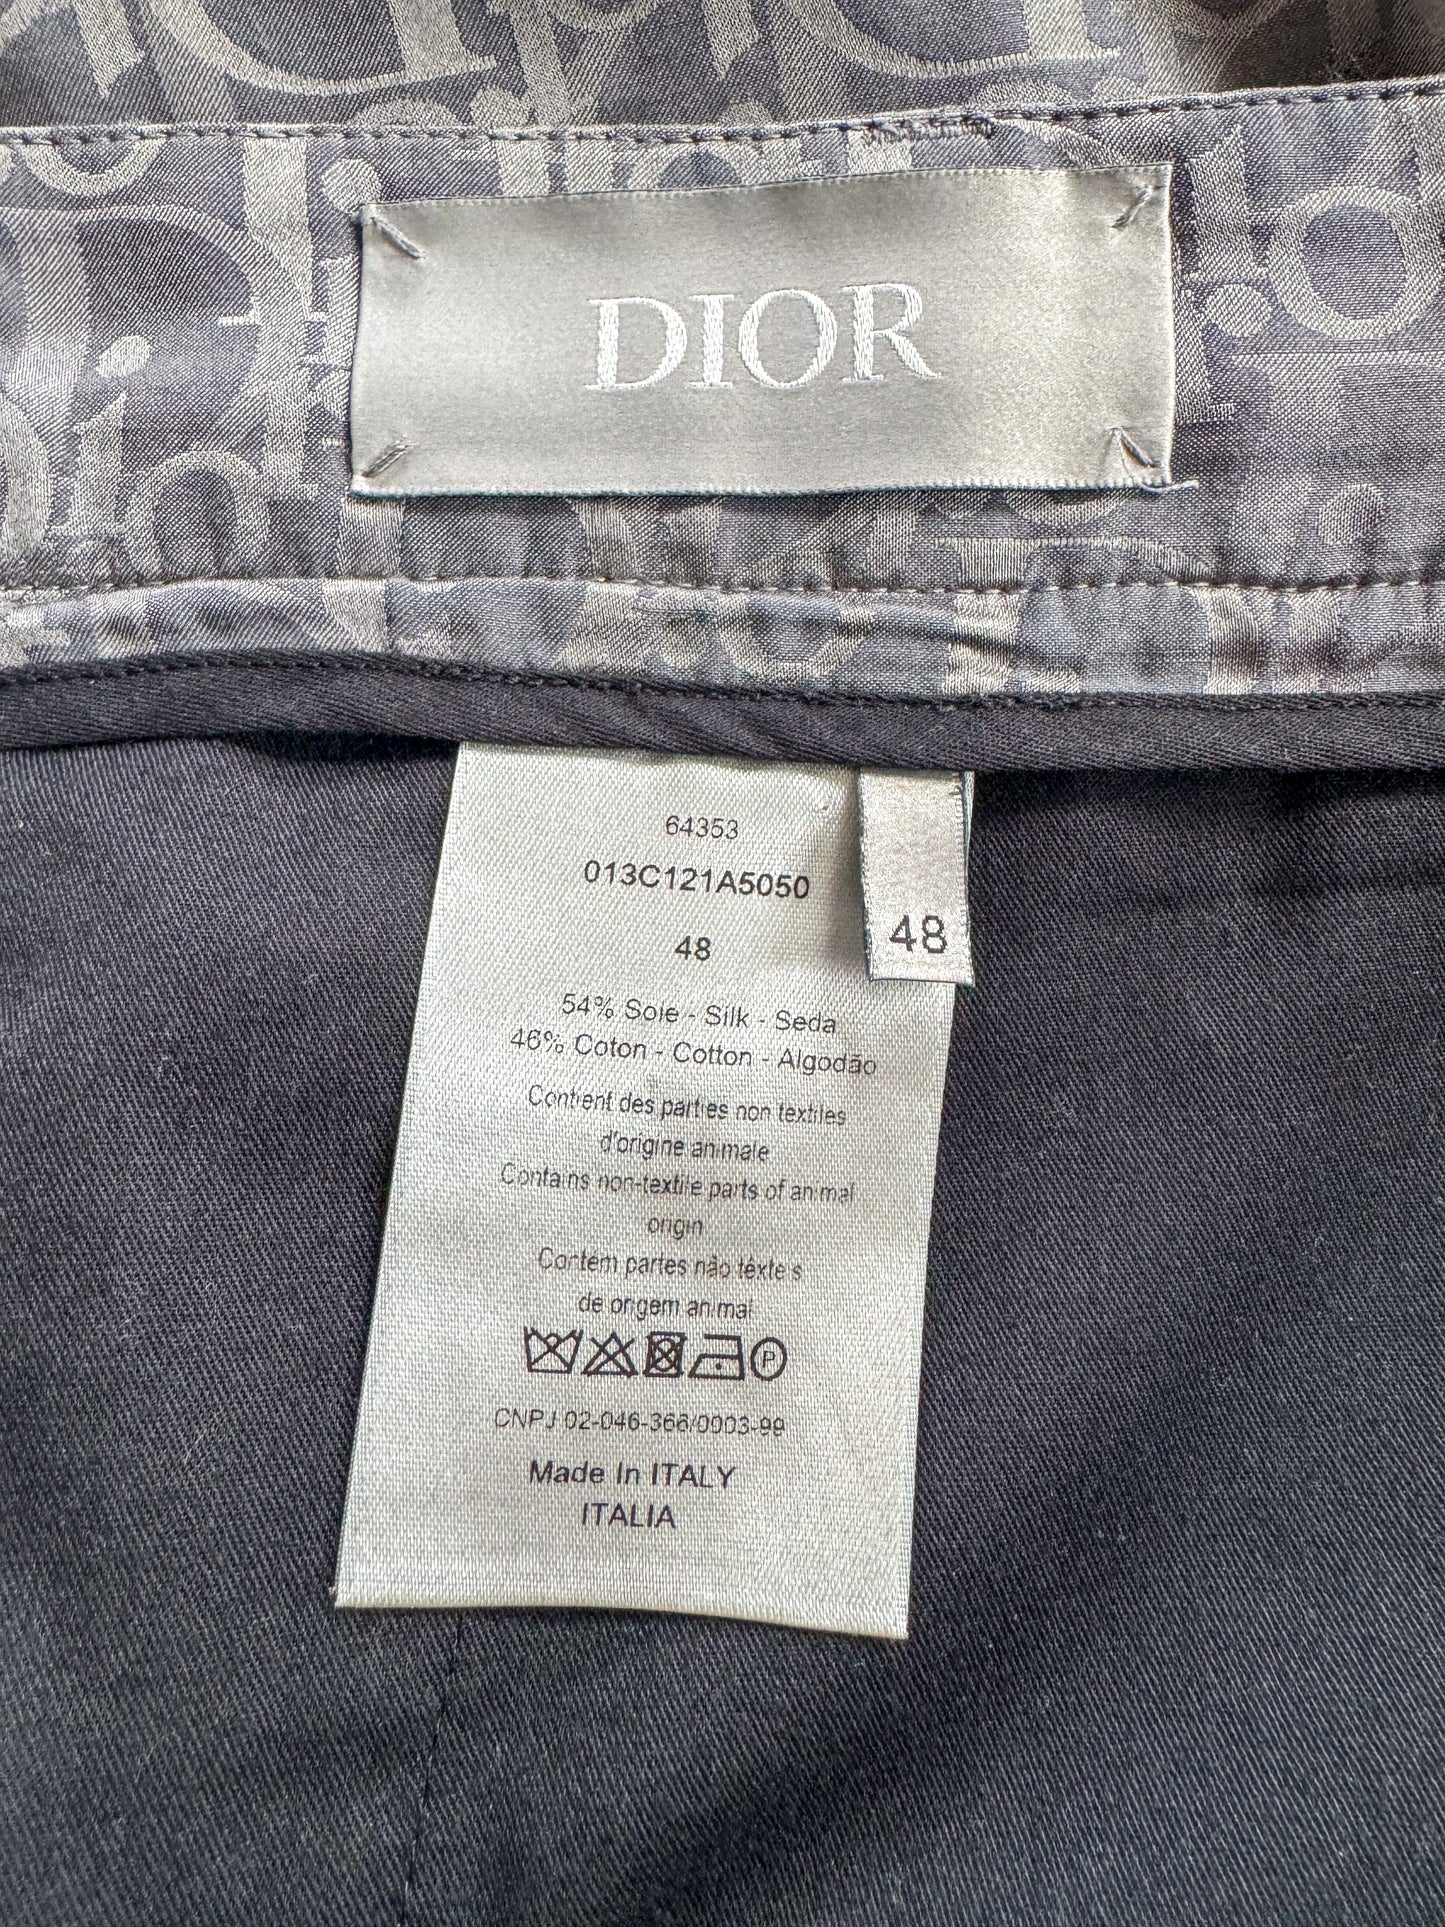 DIOR
64353
013C121A5050
48
48
54% Soie - Silk - Seda
46% Coton - Cotton - Algodão
Contient des parties non textiles
d'origine animale
Contains non-textile parts of animal
origin
Contém partes não têxteis
de origem animal
P
CNPJ 02-046-366/0003-99
Made In ITALY
ITALIA